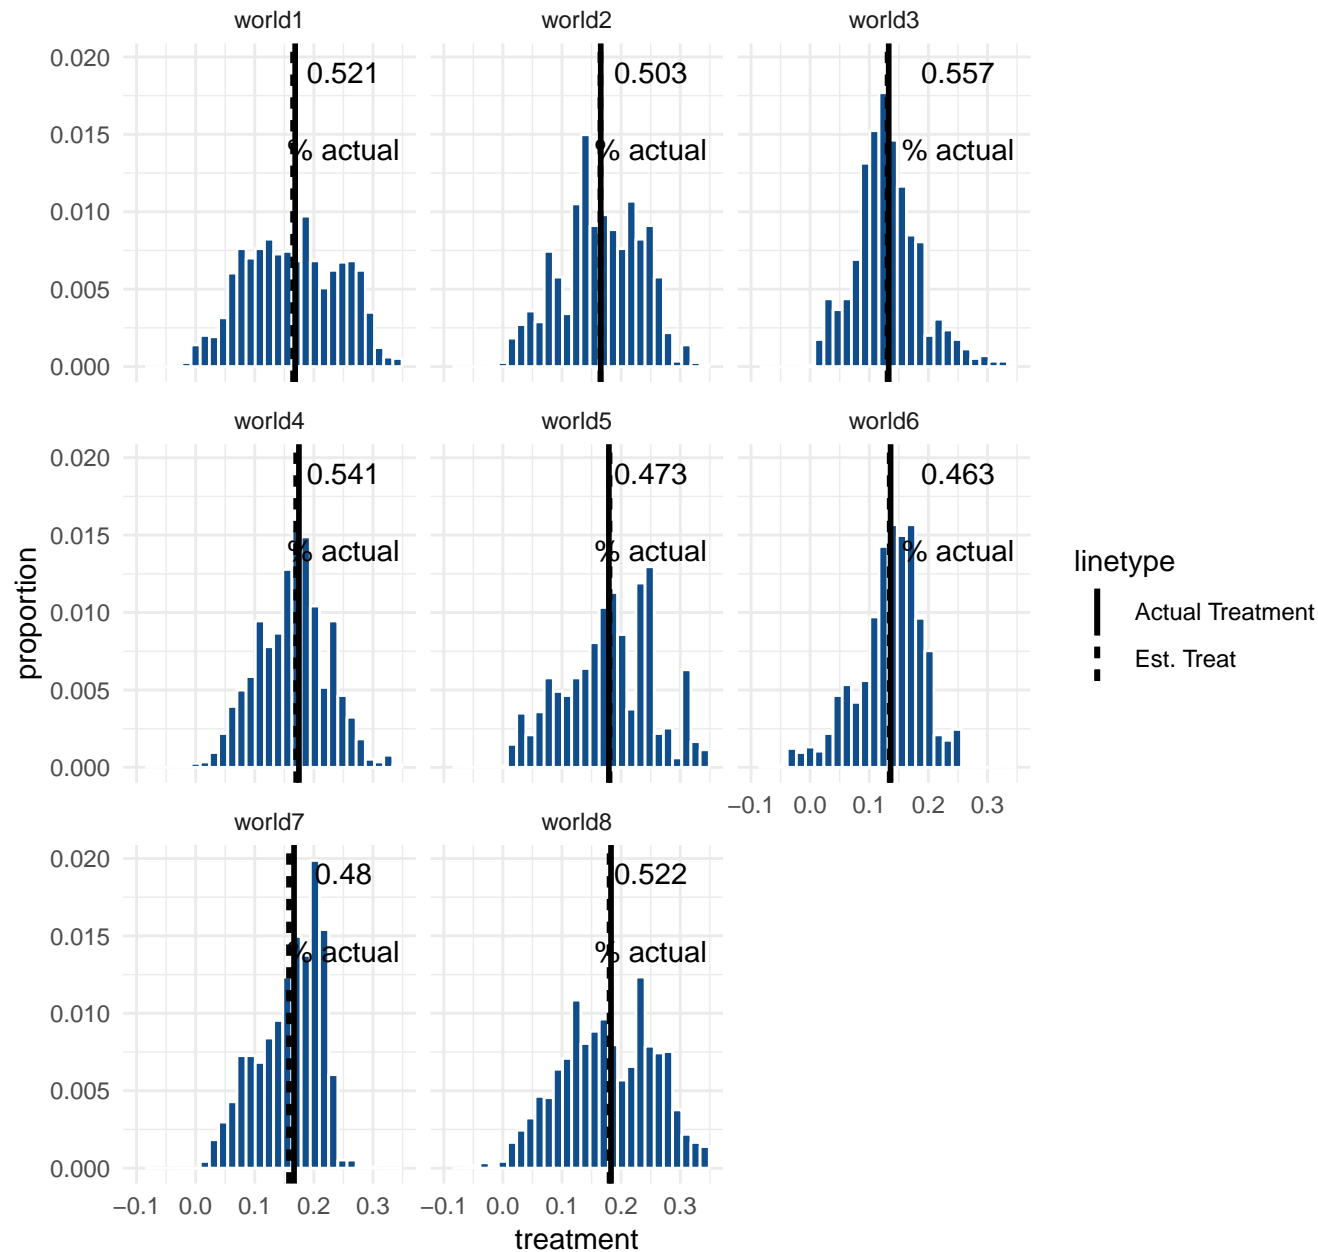 world1 world2 world3
0.020
0.015
0.010
0.005
0.000
0.521
% actual
0.503
% actual
0.557
% actual
world4 world5 world6
0.020
0.015
0.010
0.005
0.000
0.541
% actual
0.473
% actual
0.463
% actual
−0.1 0.0 0.1 0.2 0.3
world7 world8
0.020
0.015
0.010
0.005
0.000
0.48
% actual
0.522
% actual
−0.1 0.0 0.1 0.2 0.3
−0.1 0.0 0.1 0.2 0.3
treatment
proportion
linetype
Actual Treatment
Est. Treat